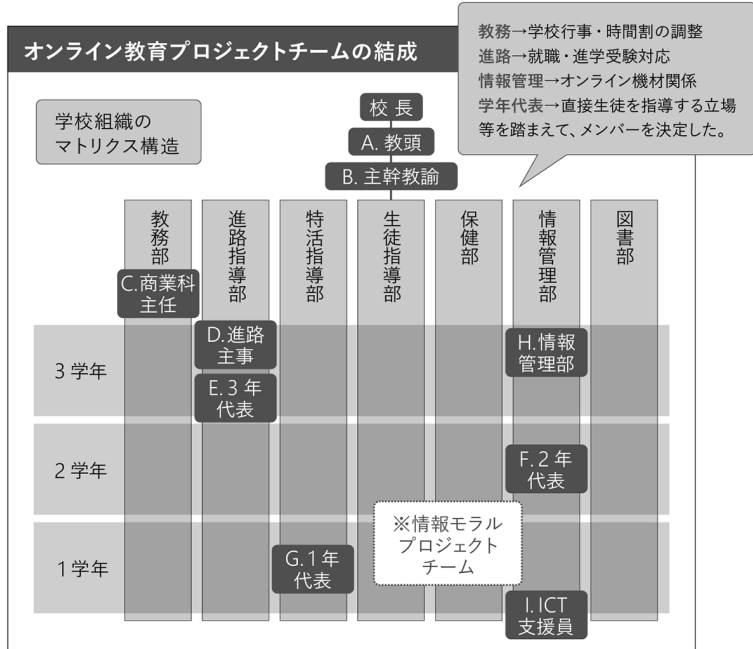 オンライン教育プロジェクトチームの結成
教務→学校行事・時間割の調整
進路→就職・進学受験対応
情報管理→オンライン機材関係
学年代表→直接生徒を指導する立場
等を踏まえて、メンバーを決定した。
学校組織の
マトリクス構造
校長
A. 教頭
B. 主幹教諭
教務部
進路指導部
特活指導部
生徒指導部
保健部
情報管理部
図書部
C.商業科
主任
3学年
D.進路
主事
E.3年
代表
H.情報
管理部
2学年
F.2年
代表
※情報モラル
プロジェクト
チーム
1学年
G.1年
代表
I.ICT
支援員